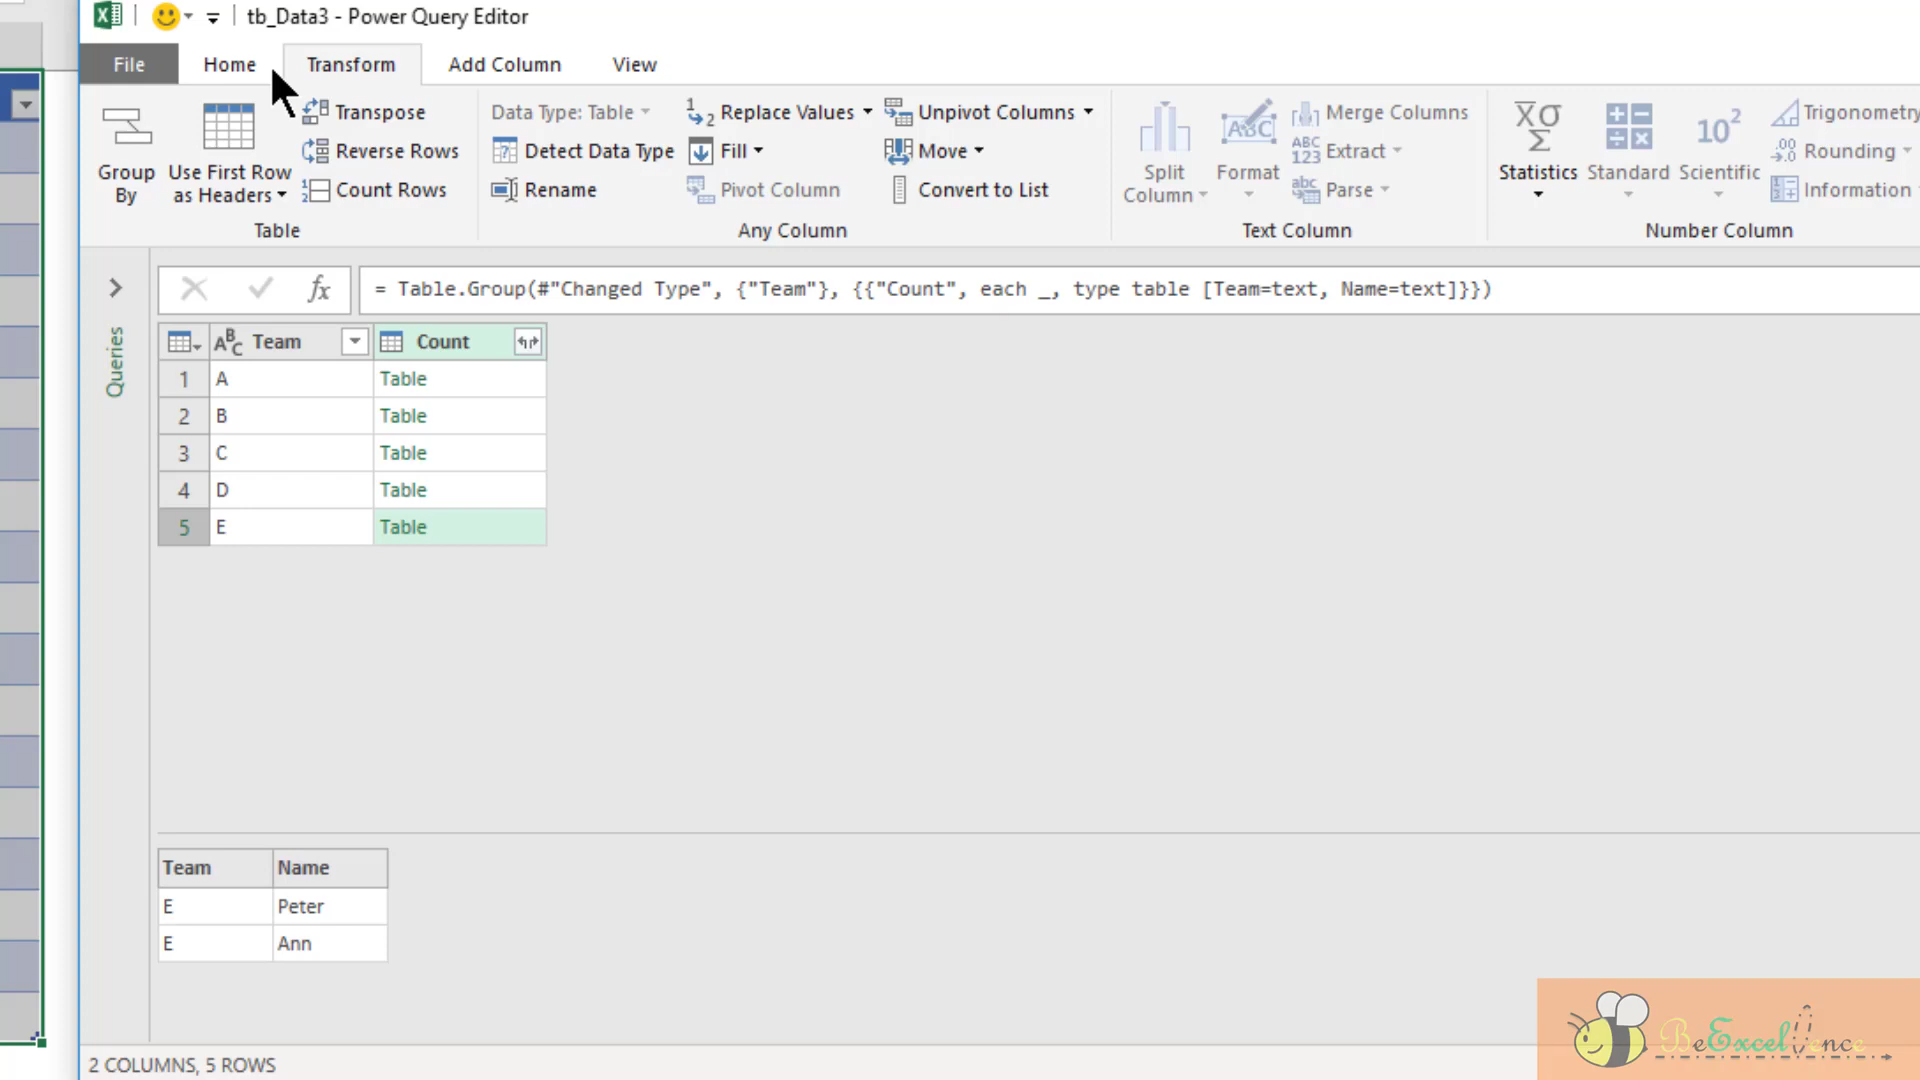 tb_Data3 - Power Query Editor
File Home Transform Add Column View
Group By
Use First Row as Headers
Transpose
Reverse Rows
Count Rows
Table
Data Type: Table
Detect Data Type
Rename
Replace Values
Fill
Pivot Column
Unpivot Columns
Move
Convert to List
Any Column
Split Column
Format
Merge Columns
Extract
Parse
Text Column
Statistics
Standard
Scientific
Trigonometry
Rounding
Information
Number Column
Queries
fx = Table.Group(#"Changed Type", {"Team"}, {{"Count", each _, type table [Team=text, Name=text]}})
Team Count
1 A Table
2 B Table
3 C Table
4 D Table
5 E Table
Team Name
E Peter
E Ann
2 COLUMNS, 5 ROWS
BeExcellence